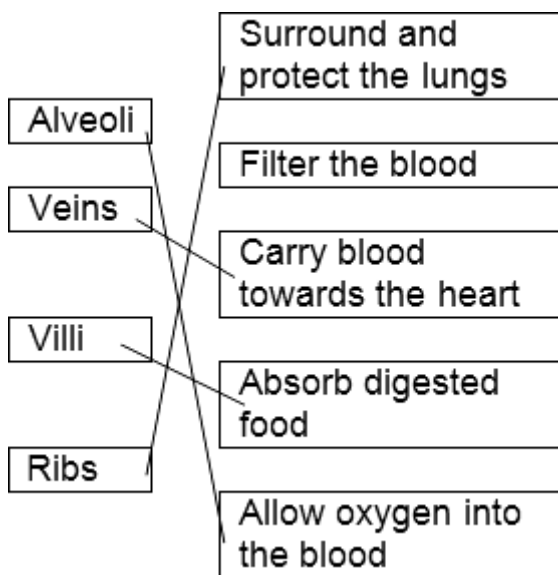 Alveoli
Veins
Villi
Ribs
Surround and
protect the lungs
Filter the blood
Carry blood
towards the heart
Absorb digested
food
Allow oxygen into
the blood